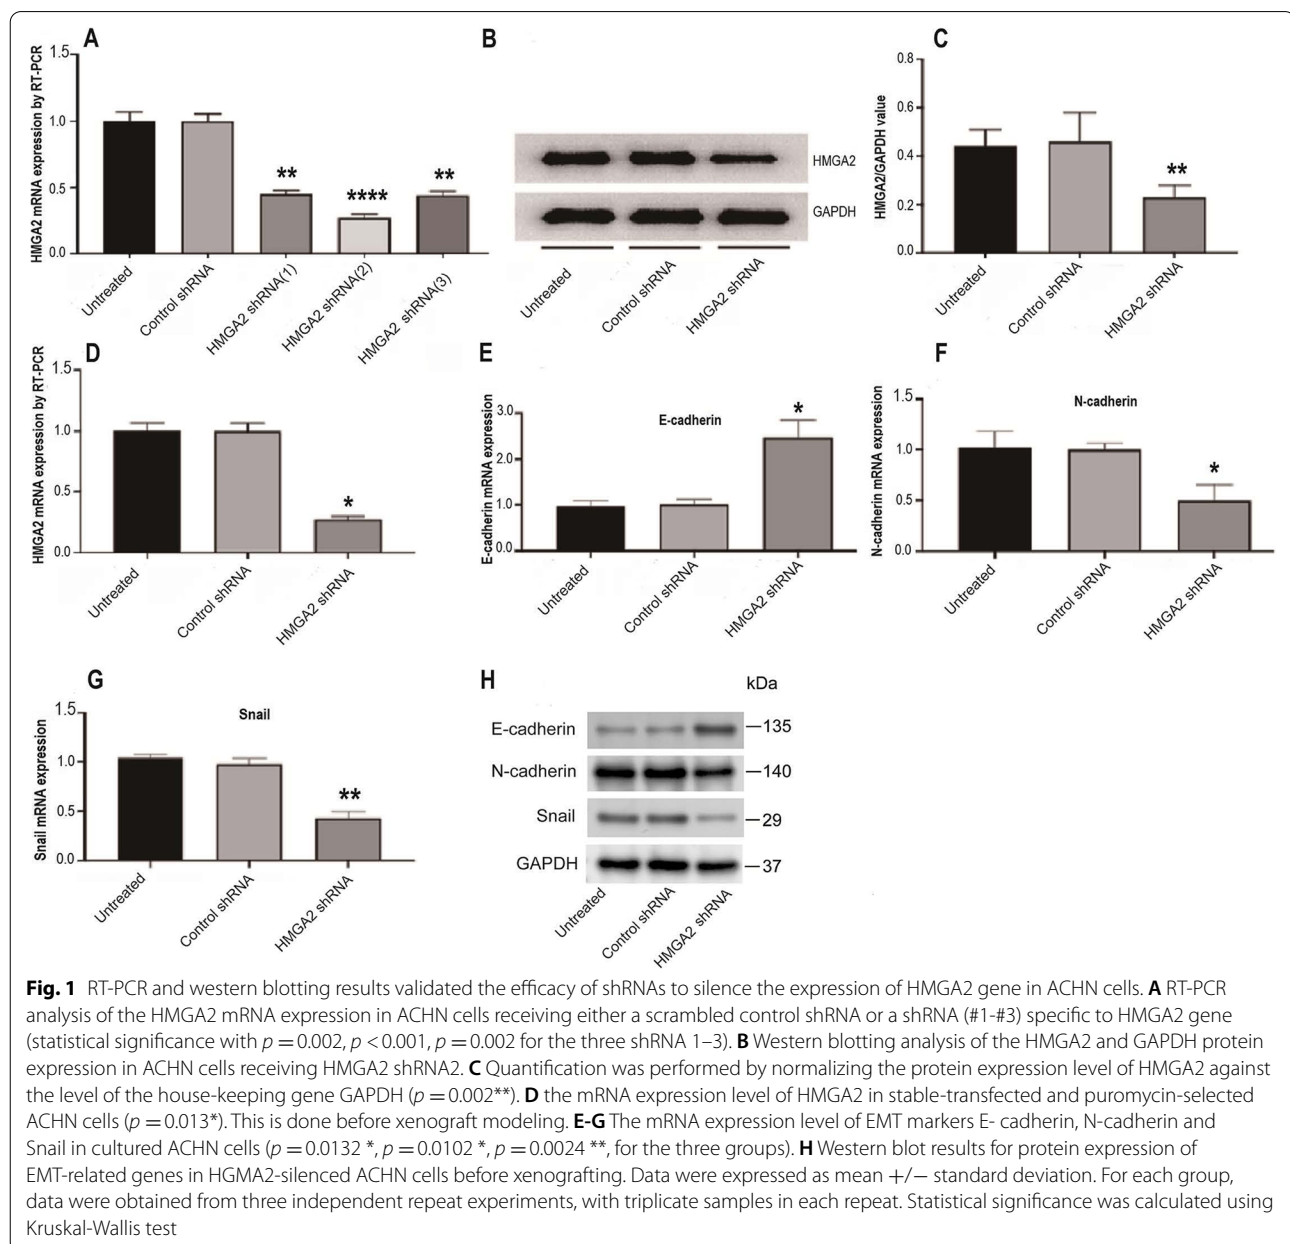 A
HMGA2 mRNA expression by RT-PCR
1.5
1.0
0.5
0.0
**
****
**
Untreated
Control shRNA
HMGA2 shRNA(1)
HMGA2 shRNA(2)
HMGA2 shRNA(3)
B
HMGA2
GAPDH
Untreated
Control shRNA
HMGA2 shRNA
C
HMGA2/GAPDH value
0.8
0.6
0.4
0.2
0.0
**
Untreated
Control shRNA
HMGA2 shRNA
D
HMGA2 mRNA expression by RT-PCR
1.5
1.0
0.5
0.0
*
Untreated
Control shRNA
HMGA2 shRNA
E
E-cadherin mRNA expression
3.0
2.0
1.0
0.0
E-cadherin
*
Untreated
Control shRNA
HMGA2 shRNA
F
N-cadherin mRNA expression
1.5
1.0
0.5
0.0
N-cadherin
*
Untreated
Control shRNA
HMGA2 shRNA
G
Snail mRNA expression
1.5
1.0
0.5
0.0
Snail
**
Untreated
Control shRNA
HMGA2 shRNA
H
kDa
E-cadherin
135
N-cadherin
140
Snail
29
GAPDH
37
Untreated
Control shRNA
HMGA2 shRNA
Fig. 1 RT-PCR and western blotting results validated the efficacy of shRNAs to silence the expression of HMGA2 gene in ACHN cells. A RT-PCR
analysis of the HMGA2 mRNA expression in ACHN cells receiving either a scrambled control shRNA or a shRNA (#1-#3) specific to HMGA2 gene
(statistical significance with p = 0.002, p < 0.001, p = 0.002 for the three shRNA 1–3). B Western blotting analysis of the HMGA2 and GAPDH protein
expression in ACHN cells receiving HMGA2 shRNA2. C Quantification was performed by normalizing the protein expression level of HMGA2 against
the level of the house-keeping gene GAPDH (p = 0.002**). D the mRNA expression level of HMGA2 in stable-transfected and puromycin-selected
ACHN cells (p = 0.013*). This is done before xenograft modeling. E-G The mRNA expression level of EMT markers E- cadherin, N-cadherin and
Snail in cultured ACHN cells (p = 0.0132 *, p = 0.0102 *, p = 0.0024 **, for the three groups). H Western blot results for protein expression of
EMT-related genes in HGMA2-silenced ACHN cells before xenografting. Data were expressed as mean +/− standard deviation. For each group,
data were obtained from three independent repeat experiments, with triplicate samples in each repeat. Statistical significance was calculated using
Kruskal-Wallis test